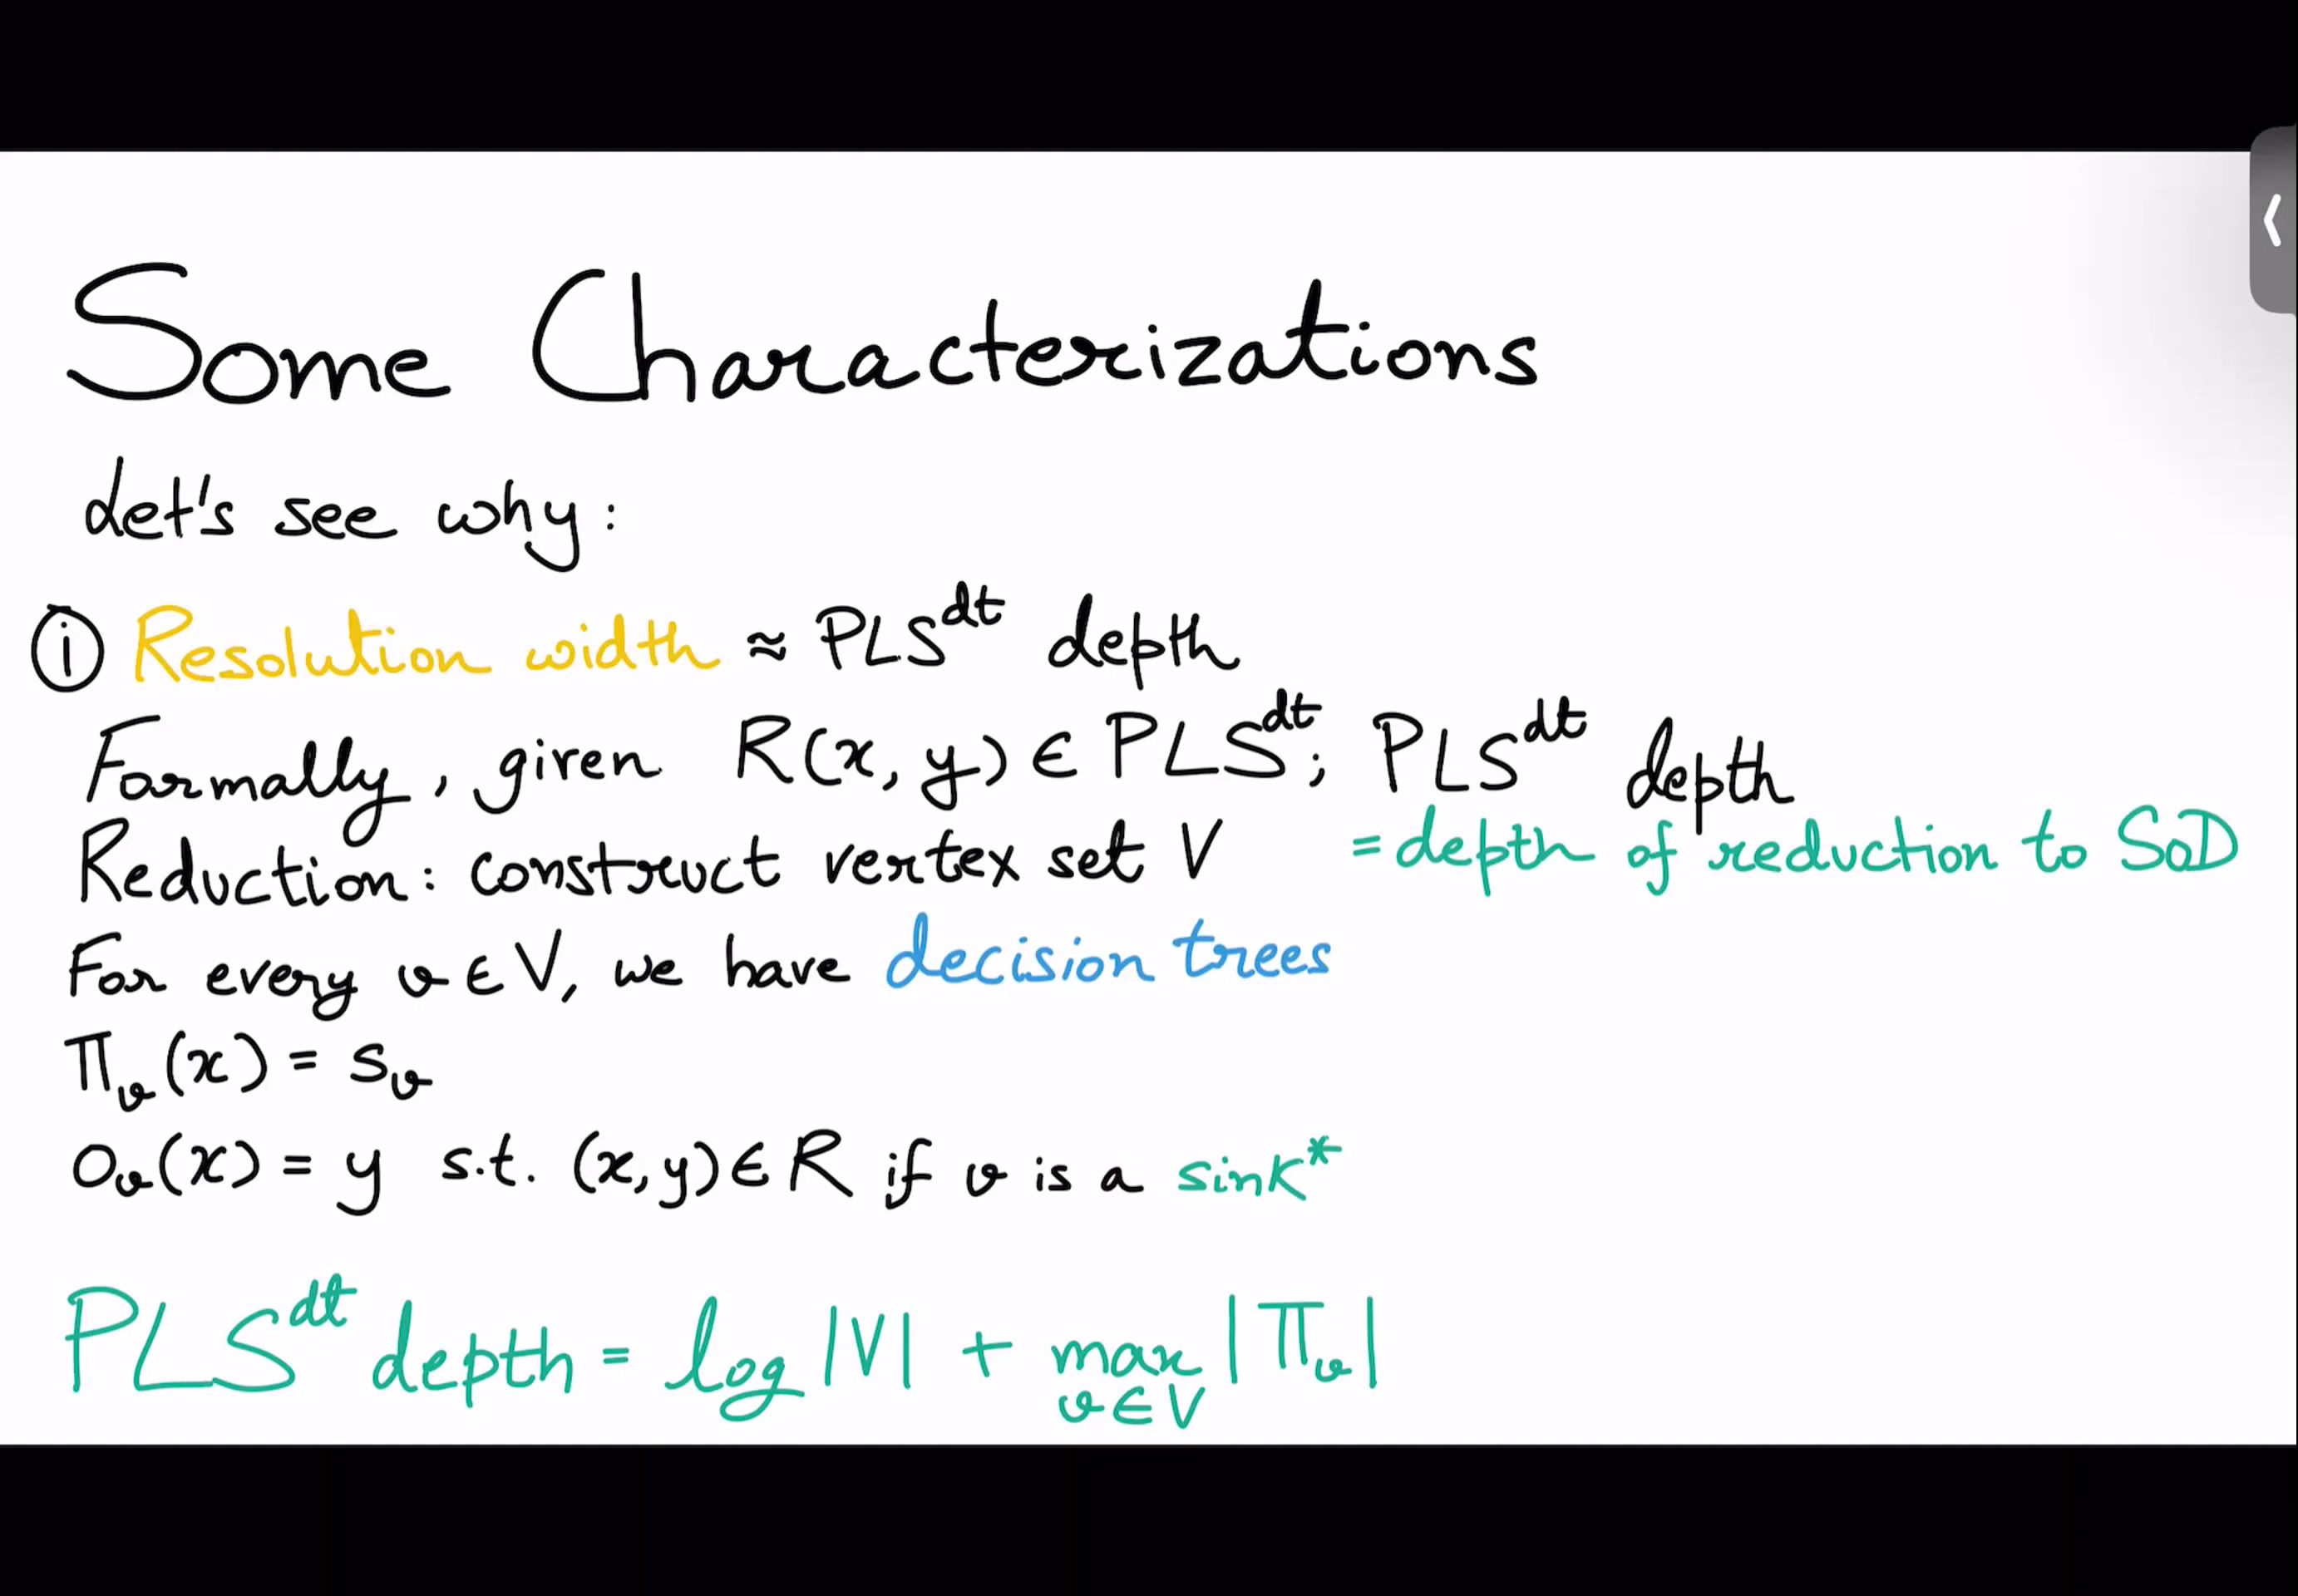 Some Characterizations
Let's see why:
① Resolution width ≈ PLS^dt depth
Formally, given R(x, y) ∈ PLS^dt; PLS^dt depth
= depth of reduction to SoD
Reduction: construct vertex set V
For every v ∈ V, we have decision trees
Π_v(x) = s_v
o_v(x) = y s.t. (x,y) ∈ R if v is a sink*
PLS^dt depth = log |V| + max_{v∈V} |Π_v|